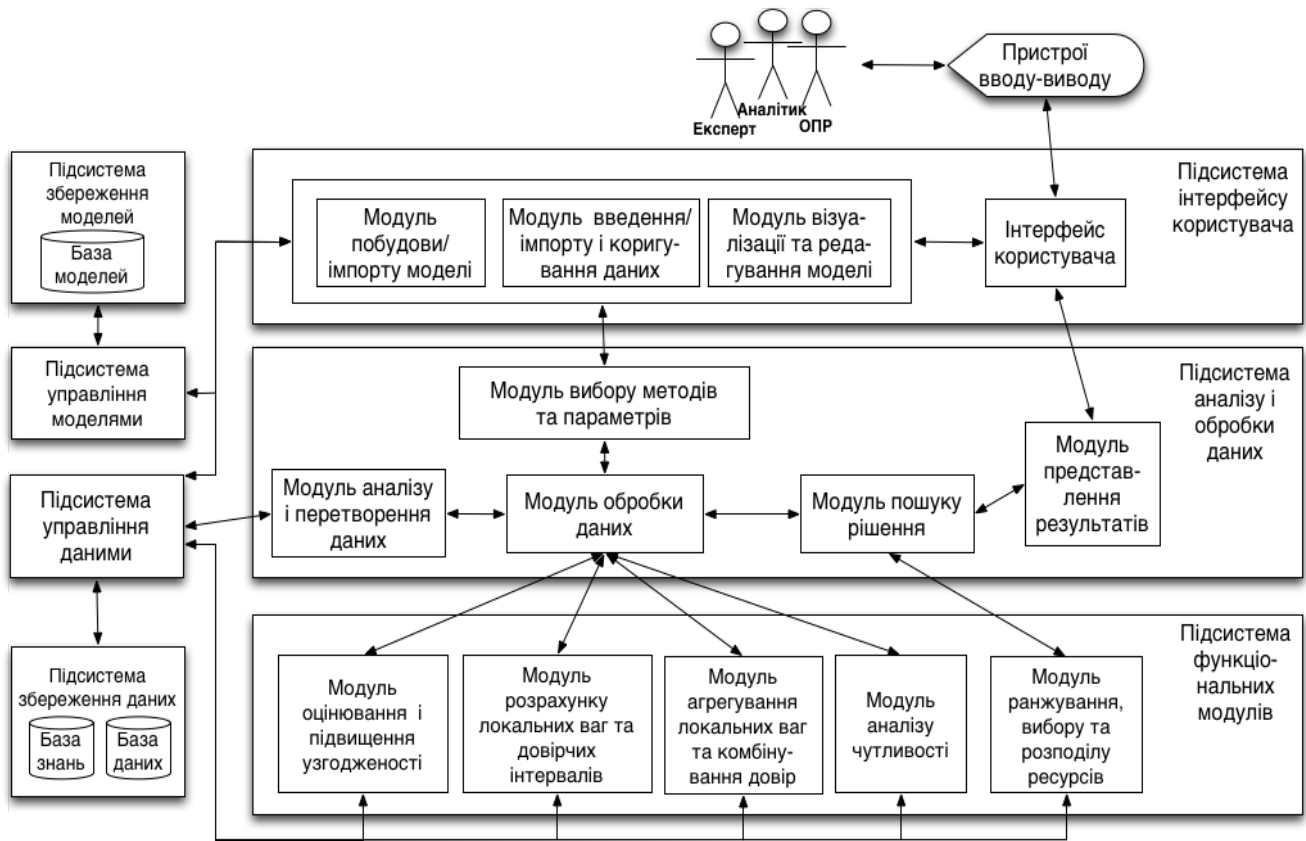 Пристрої
вводу-виводу
Аналітик
Експерт
ОПР
Підсистема
збереження
моделей
База
моделей
Підсистема
інтерфейсу
користувача
Модуль
побудови/
імпорту моделі
Модуль введення/
імпорту і коригу-
вання даних
Модуль візуа-
лізації та реда-
гування моделі
Інтерфейс
користувача
Підсистема
управління
моделями
Підсистема
аналізу і
обробки
даних
Модуль вибору методів
та параметрів
Модуль
представ-
лення
результатів
Підсистема
управління
даними
Модуль аналізу
і перетворення
даних
Модуль обробки
даних
Модуль пошуку
рішення
Підсистема
функціо-
нальних
модулів
Підсистема
збереження даних
База
знань
База
даних
Модуль
оцінювання і
підвищення
узгодженості
Модуль
розрахунку
локальних ваг та
довірчих
інтервалів
Модуль
агрегування
локальних ваг
та комбіну-
вання довір
Модуль
аналізу
чутливості
Модуль
ранжування,
вибору та
розподілу
ресурсів